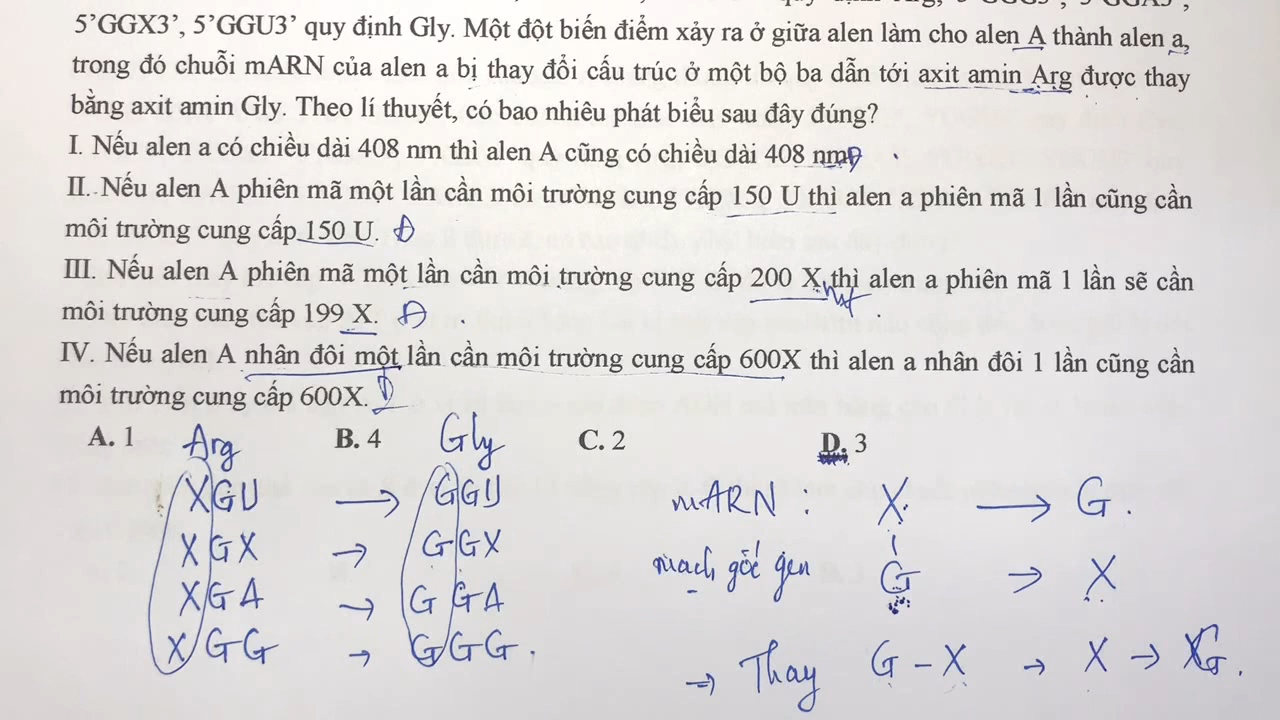 quy định Arg; 5’GGG3’, 5’GGA3’,
5’GGX3’, 5’GGU3’ quy định Gly. Một đột biến điểm xảy ra ở giữa alen làm cho alen A thành alen a,
trong đó chuỗi mARN của alen a bị thay đổi cấu trúc ở một bộ ba dẫn tới axit amin Arg được thay
bằng axit amin Gly. Theo lí thuyết, có bao nhiêu phát biểu sau đây đúng?
I. Nếu alen a có chiều dài 408 nm thì alen A cũng có chiều dài 408 nm Đ
II. Nếu alen A phiên mã một lần cần môi trường cung cấp 150 U thì alen a phiên mã 1 lần cũng cần
môi trường cung cấp 150 U. Đ
III. Nếu alen A phiên mã một lần cần môi trường cung cấp 200 X thì alen a phiên mã 1 lần sẽ cần
môi trường cung cấp 199 X. Đ
IV. Nếu alen A nhân đôi một lần cần môi trường cung cấp 600X thì alen a nhân đôi 1 lần cũng cần
môi trường cung cấp 600X. Đ
A. 1 B. 4 C. 2 D. 3
Arg Gly
XGU → GGU mARN : X → G.
XGX → GGX
mạch gốc gen G → X
XGA → GGA
XGG → GGG.
→ Thay G – X → X → G.